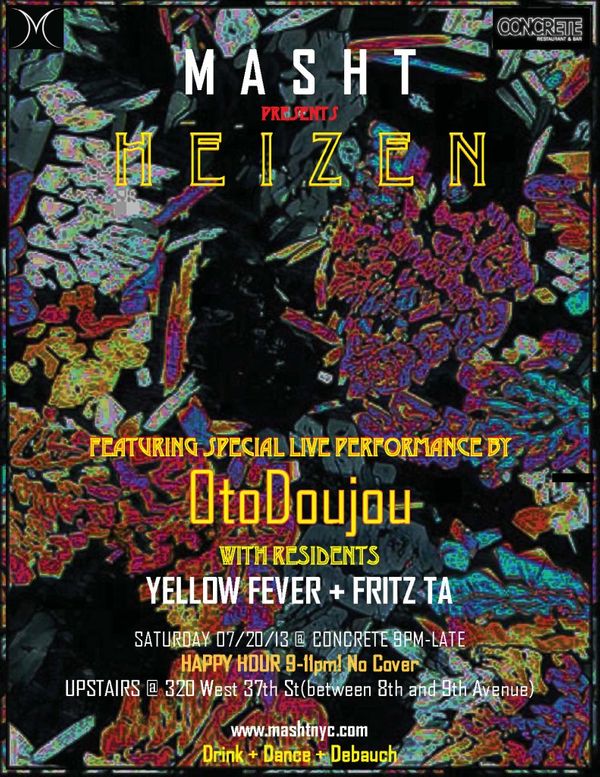 CONCRETE
RESTAURANT & BAR
MASHT
PRESENTS
HEIZEN
FEATURING SPECIAL LIVE PERFORMANCE BY
OtoDoujou
WITH RESIDENTS
YELLOW FEVER + FRITZ TA
SATURDAY 07/20/13 @ CONCRETE 9PM-LATE
HAPPY HOUR 9-11pm! No Cover
UPSTAIRS @ 320 West 37th St(between 8th and 9th Avenue)
www.mashtnyc.com
Drink + Dance + Debauch